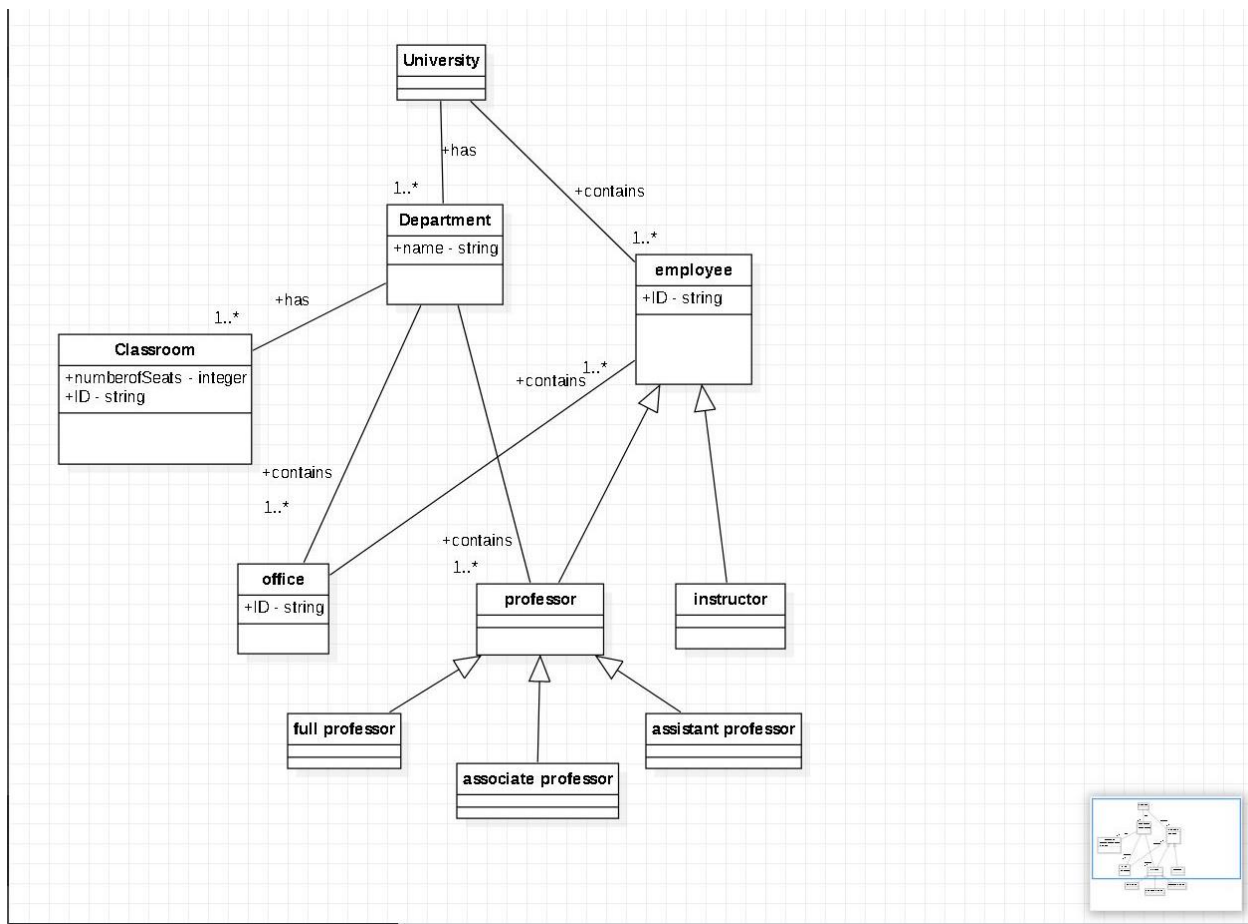 University
+has
+contains
1..*
1..*
Department
+name - string
employee
+ID - string
+has
1..*
Classroom
+numberofSeats - integer
+ID - string
1..*
+contains
+contains
1..*
+contains
1..*
office
+ID - string
professor
instructor
full professor
assistant professor
associate professor